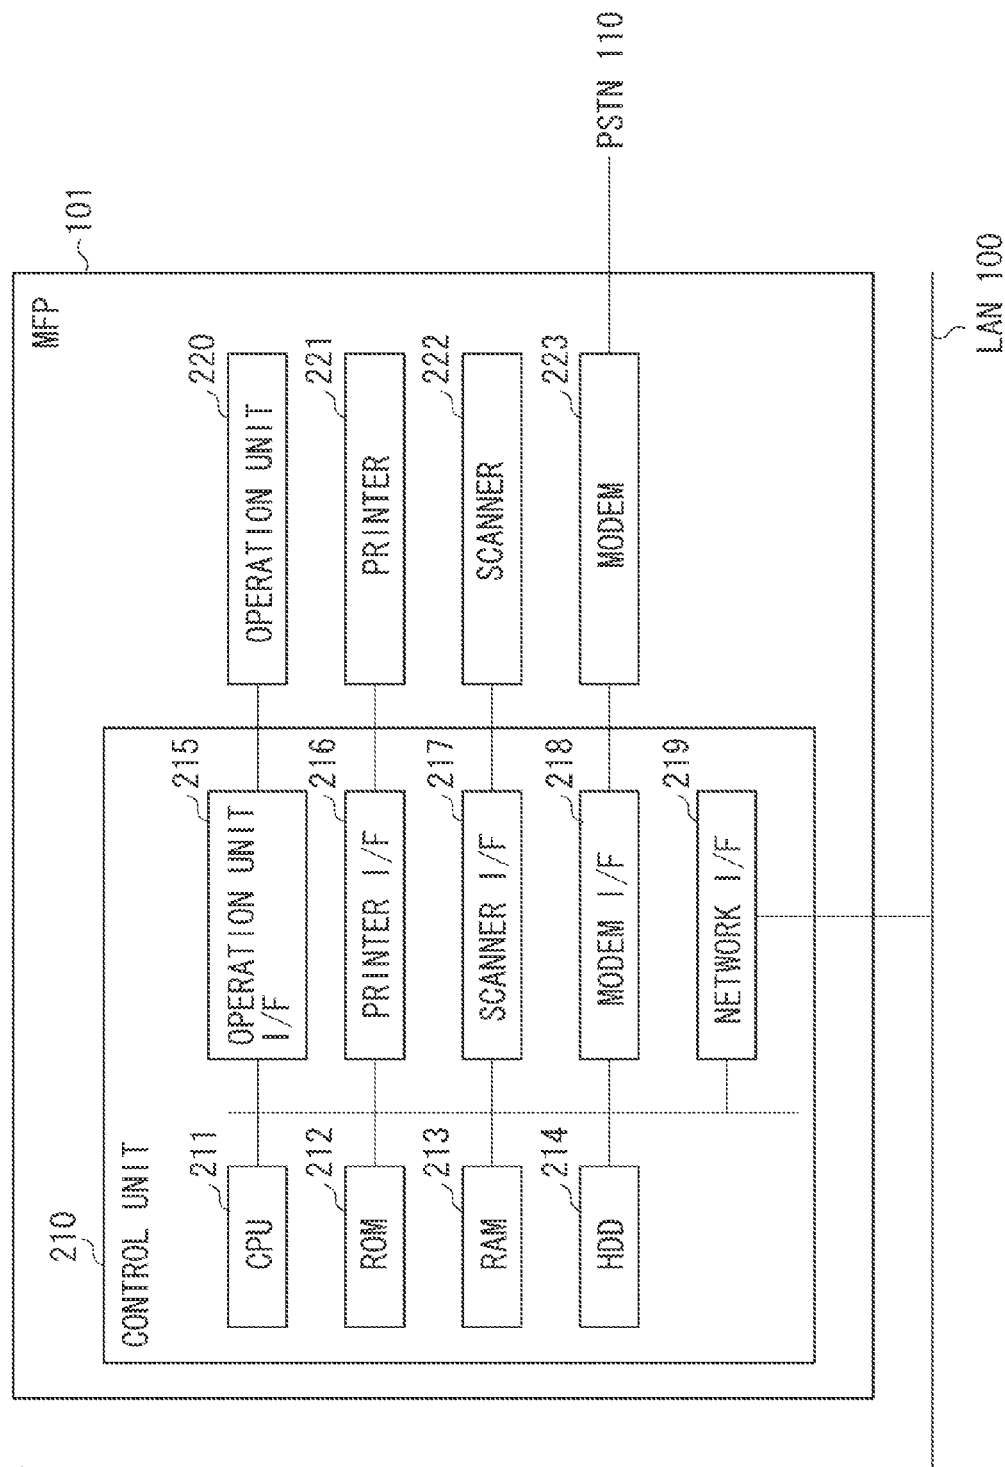 MFP
101
210
CONTROL UNIT
211
CPU
215
OPERATION UNIT
I/F
220
OPERATION UNIT
212
ROM
216
PRINTER I/F
221
PRINTER
213
RAM
217
SCANNER I/F
222
SCANNER
214
HDD
218
MODEM I/F
223
MODEM
PSTN 110
219
NETWORK I/F
LAN 100